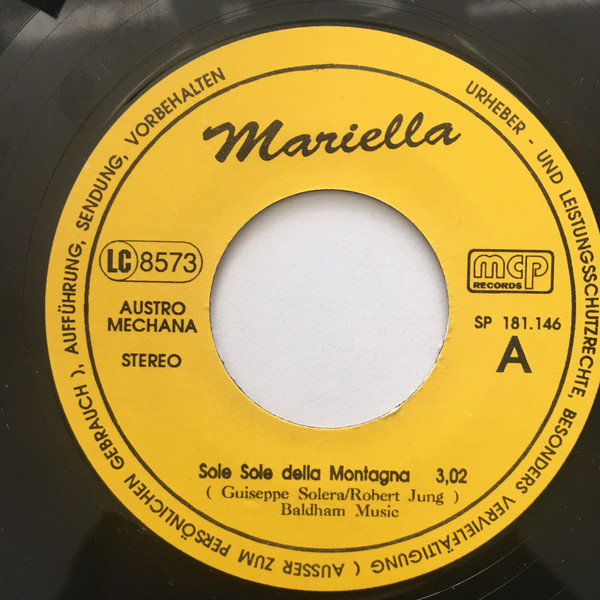 URHEBER - UND LEISTUNGSSCHUTZRECHTE, BESONDERS VERVIELFÄLTIGUNG ( AUSSER ZUM PERSÖNLICHEN GEBRAUCH ), AUFFÜHRUNG, SENDUNG, VORBEHALTEN
Mariella
LC 8573
AUSTRO
MECHANA
STEREO
mcp
RECORDS
SP 181.146
A
Sole Sole della Montagna 3,02
( Guiseppe Solera/Robert Jung )
Baldham Music